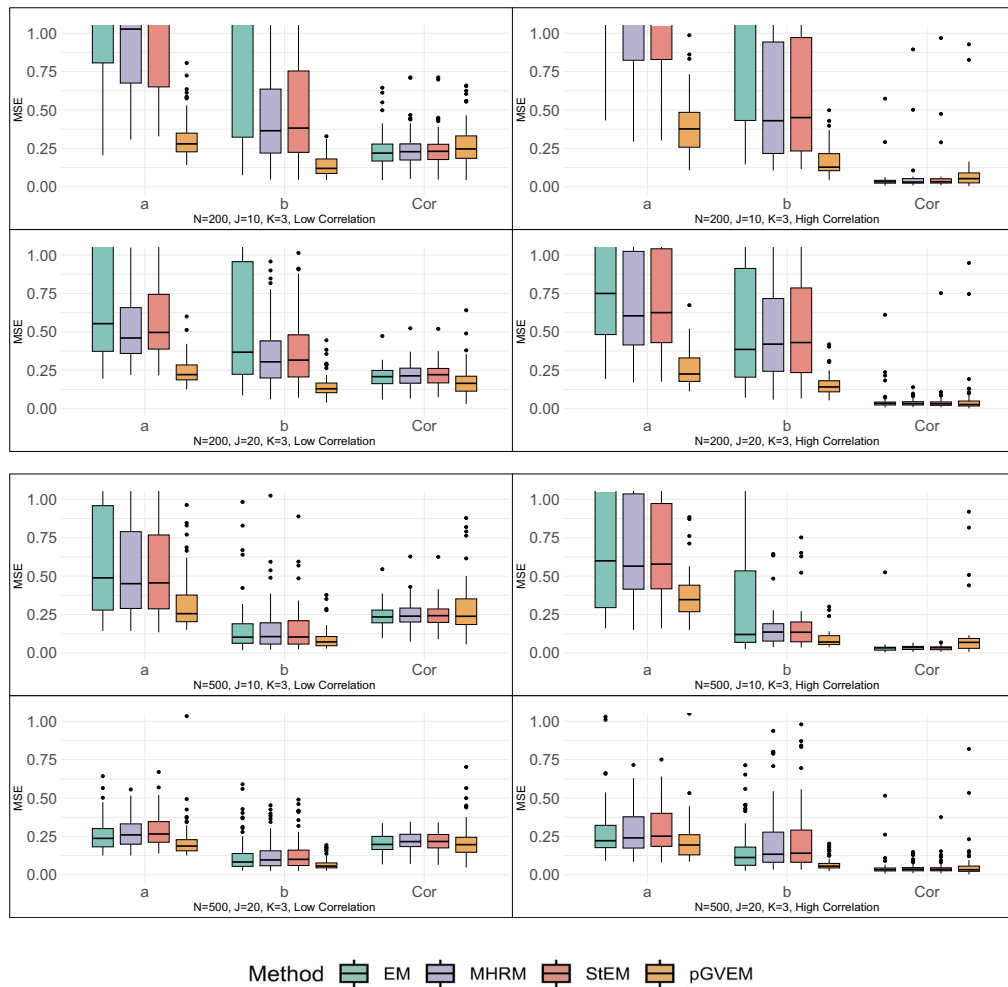 1.00
0.75
0.50
0.25
0.00
MSE
a b Cor
N=200, J=10, K=3, Low Correlation
1.00
0.75
0.50
0.25
0.00
MSE
a b Cor
N=200, J=10, K=3, High Correlation
1.00
0.75
0.50
0.25
0.00
MSE
a b Cor
N=200, J=20, K=3, Low Correlation
1.00
0.75
0.50
0.25
0.00
MSE
a b Cor
N=200, J=20, K=3, High Correlation
1.00
0.75
0.50
0.25
0.00
MSE
a b Cor
N=500, J=10, K=3, Low Correlation
1.00
0.75
0.50
0.25
0.00
MSE
a b Cor
N=500, J=10, K=3, High Correlation
1.00
0.75
0.50
0.25
0.00
MSE
a b Cor
N=500, J=20, K=3, Low Correlation
1.00
0.75
0.50
0.25
0.00
MSE
a b Cor
N=500, J=20, K=3, High Correlation
Method EM MHRM StEM pGVEM